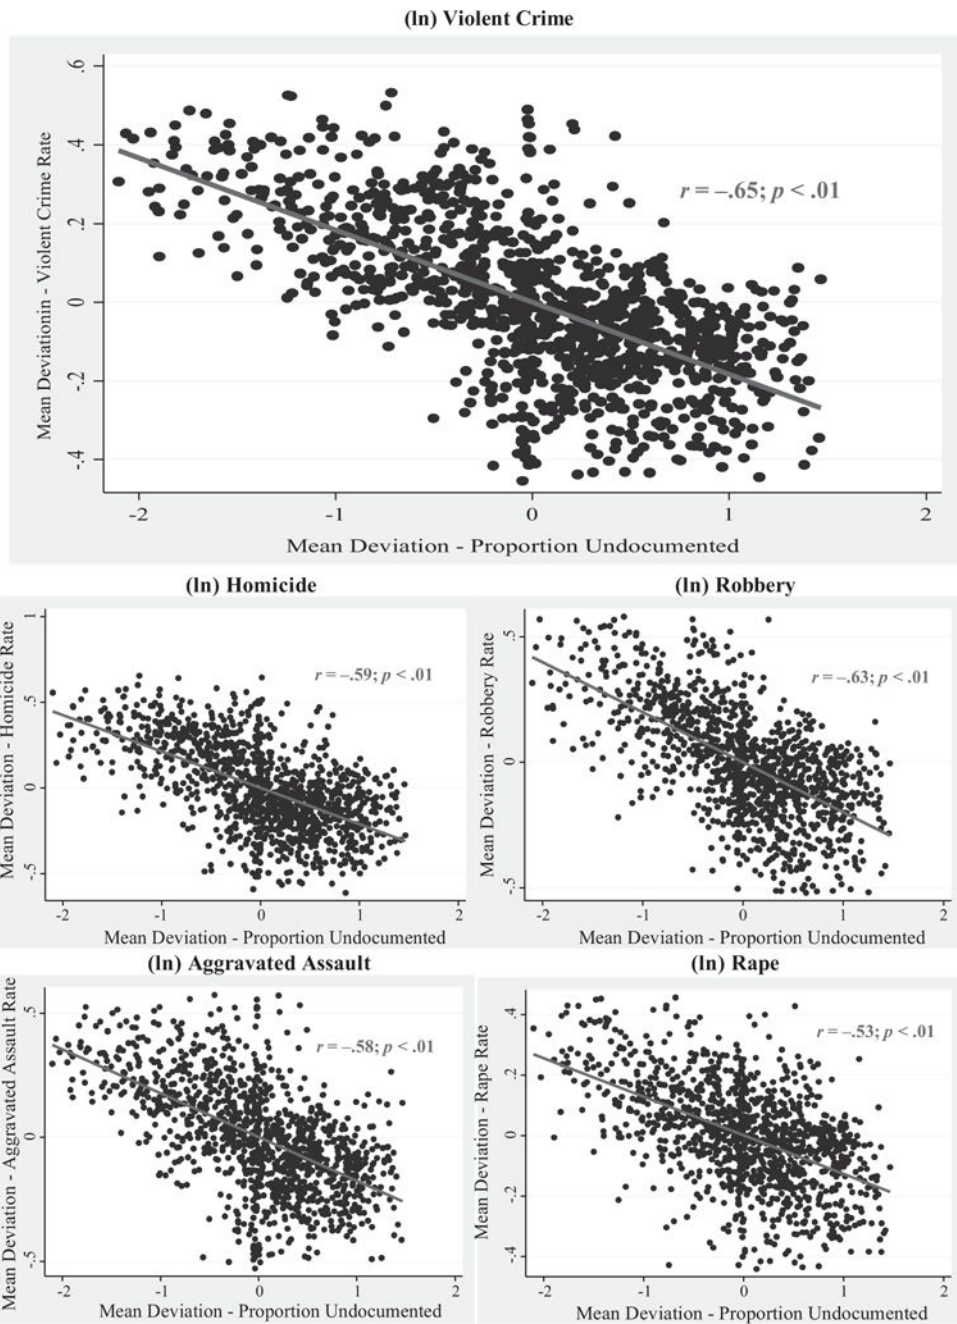 (ln) Violent Crime
Mean Deviationin - Violent Crime Rate
.6
.4
.2
0
-.2
-.4
r = –.65; p < .01
-2 -1 0 1 2
Mean Deviation - Proportion Undocumented
(ln) Homicide
Mean Deviation - Homicide Rate
1
.5
0
-.5
r = –.59; p < .01
-2 -1 0 1 2
Mean Deviation - Proportion Undocumented
(ln) Robbery
Mean Deviation - Robbery Rate
.5
0
-.5
r = –.63; p < .01
-2 -1 0 1 2
Mean Deviation - Proportion Undocumented
(ln) Aggravated Assault
Mean Deviation - Aggravated Assault Rate
.5
0
-.5
r = –.58; p < .01
-2 -1 0 1 2
Mean Deviation - Proportion Undocumented
(ln) Rape
Mean Deviation - Rape Rate
.4
.2
0
-.2
-.4
r = –.53; p < .01
-2 -1 0 1 2
Mean Deviation - Proportion Undocumented